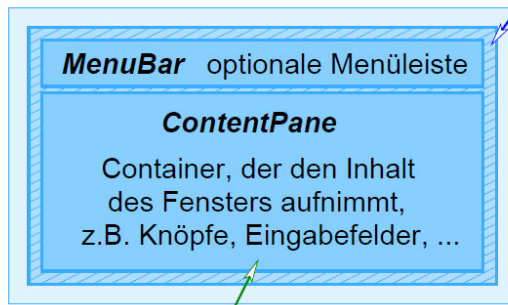 MenuBar optionale Menüleiste
ContentPane
Container, der den Inhalt
des Fensters aufnimmt,
z.B. Knöpfe, Eingabefelder, ...